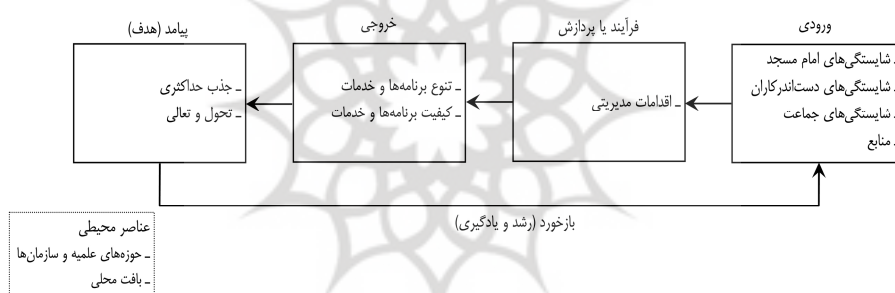 ورودی
ـ شایستگی‌های امام مسجد
ـ شایستگی‌های دست‌اندرکاران
ـ شایستگی‌های جماعت
ـ منابع
فرآیند یا پردازش
ـ اقدامات مدیریتی
خروجی
ـ تنوع برنامه‌ها و خدمات
ـ کیفیت برنامه‌ها و خدمات
پیامد (هدف)
ـ جذب حداکثری
ـ تحول و تعالی
بازخورد (رشد و یادگیری)
عناصر محیطی
ـ حوزه‌های علمیه و سازمان‌ها
ـ بافت محلی